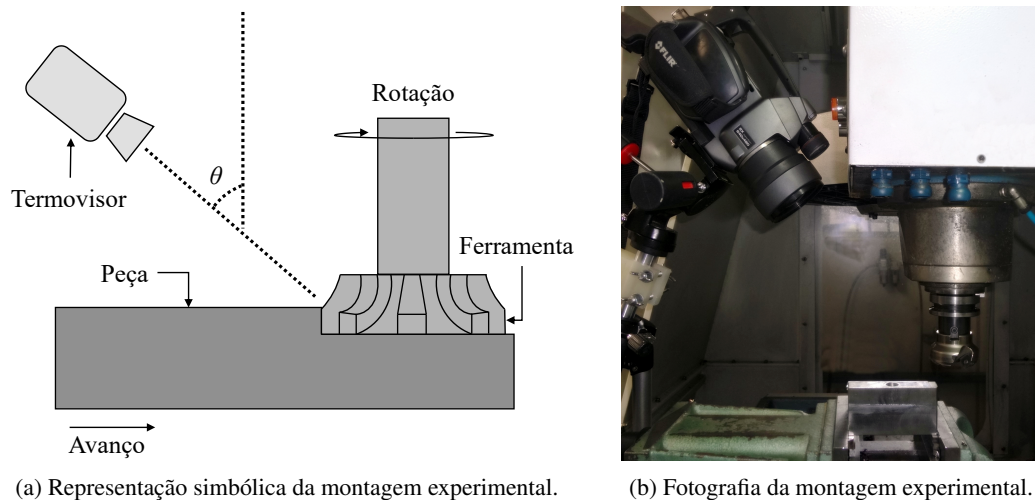 Rotação
θ
Termovisor
Ferramenta
Peça
Avanço
FLIR
(a) Representação simbólica da montagem experimental.
(b) Fotografia da montagem experimental.